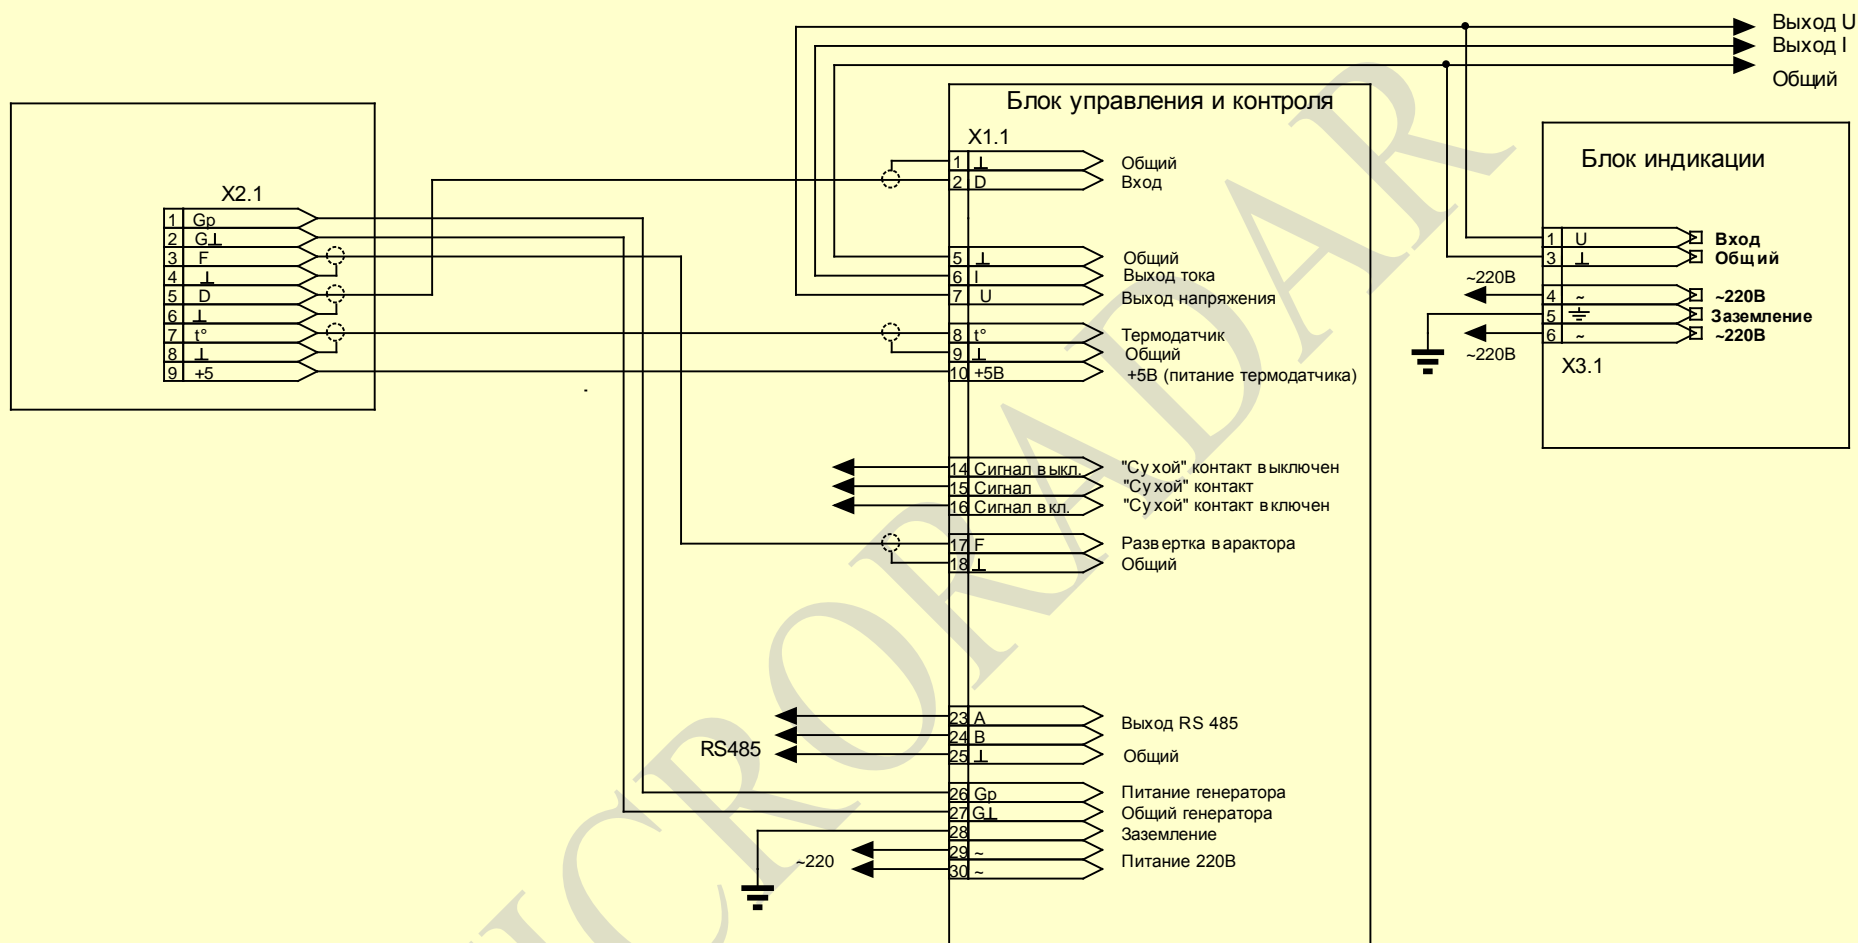 Выход U
Выход I
Общий
Блок управления и контроля
X1.1
1 ⊥ Общий
2 D Вход
5 ⊥ Общий
6 I Выход тока
7 U Выход напряжения
8 t° Термодатчик
9 ⊥ Общий
10 +5В +5В (питание термодатчика)
14 Сигнал выкл. "Сухой" контакт выключен
15 Сигнал "Сухой" контакт
16 Сигнал вкл. "Сухой" контакт включен
17 F Развертка варактора
18 ⊥ Общий
23 A Выход RS 485
24 B
25 ⊥ Общий
RS485
26 Gp Питание генератора
27 G⊥ Общий генератора
28 Заземление
29 ~ Питание 220В
30 ~
~220
X2.1
1 Gp
2 G⊥
3 F
4 ⊥
5 D
6 ⊥
7 t°
8 ⊥
9 +5
Блок индикации
1 U Вход
3 ⊥ Общий
~220В
4 ~ ~220В
5 Заземление
6 ~ ~220В
~220В
X3.1
ICRORADAR